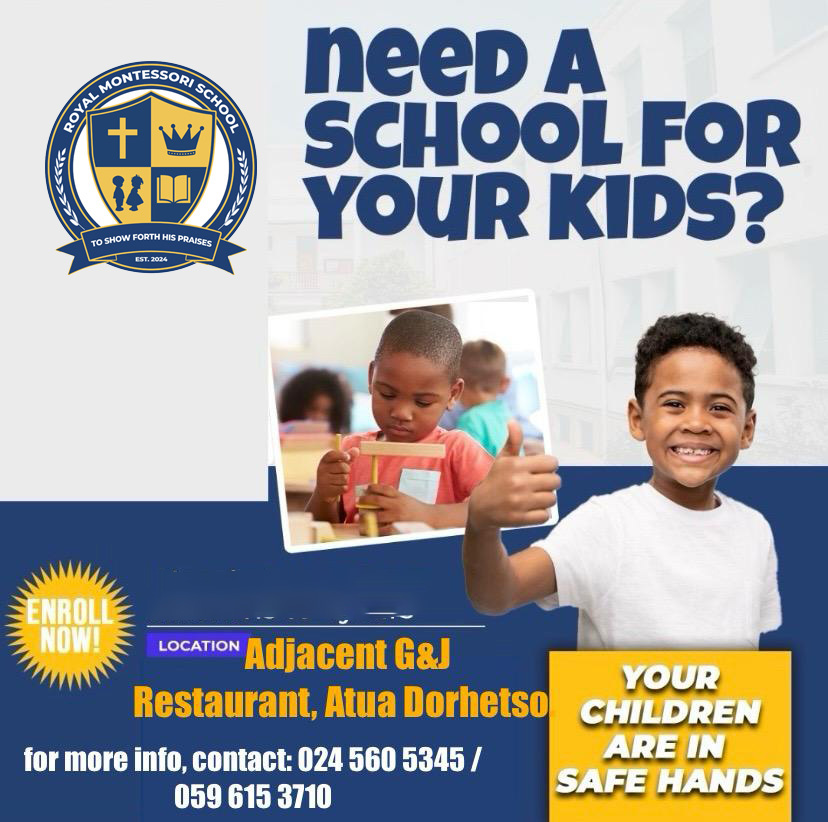 ROYAL MONTESSORI SCHOOL
TO SHOW FORTH HIS PRAISES
EST. 2024
NEED A
SCHOOL FOR
YOUR KIDS?
ENROLL
NOW!
LOCATION Adjacent G&J
Restaurant, Atua Dorhetso
for more info, contact: 024 560 5345 /
059 615 3710
YOUR
CHILDREN
ARE IN
SAFE HANDS